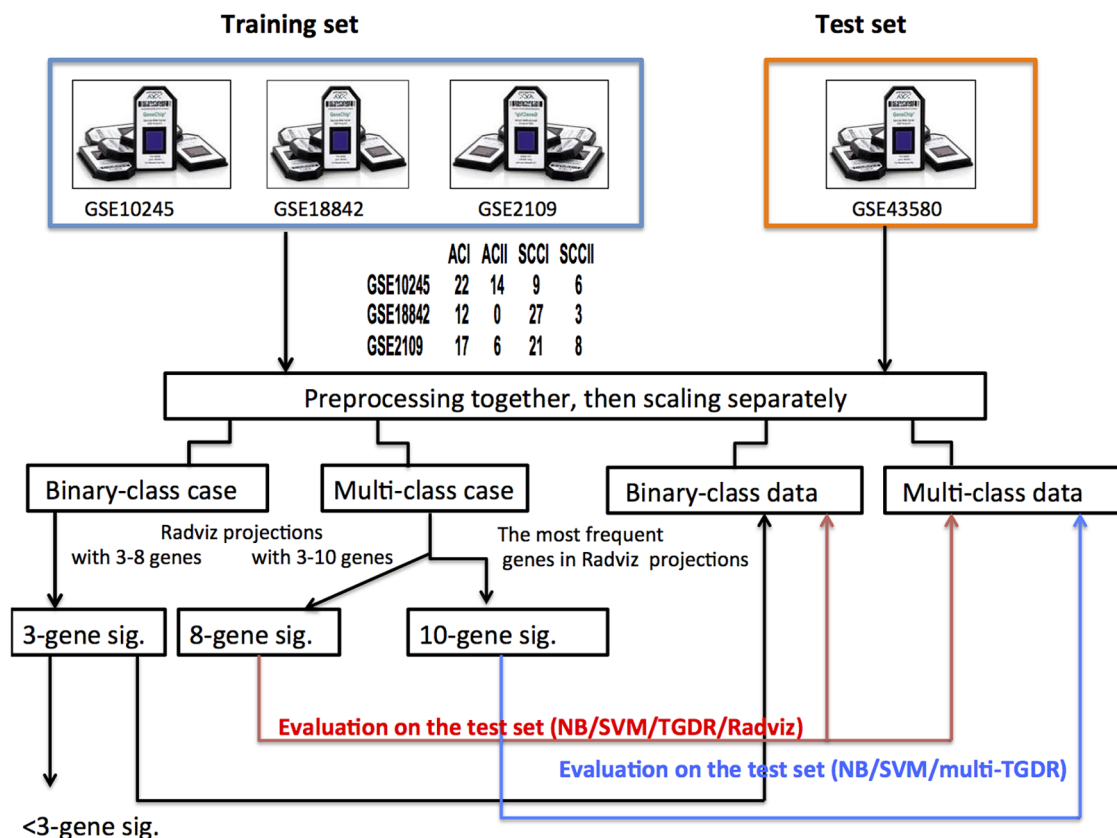 Training set
Test set
GeneChip
GeneChip
GeneChip
GeneChip
GSE10245
GSE18842
GSE2109
GSE43580
ACI ACII SCCI SCCII
GSE10245 22 14 9 6
GSE18842 12 0 27 3
GSE2109 17 6 21 8
Preprocessing together, then scaling separately
Binary-class case
Multi-class case
Binary-class data
Multi-class data
Radviz projections
with 3-8 genes
with 3-10 genes
The most frequent
genes in Radviz projections
3-gene sig.
8-gene sig.
10-gene sig.
Evaluation on the test set (NB/SVM/TGDR/Radviz)
Evaluation on the test set (NB/SVM/multi-TGDR)
<3-gene sig.